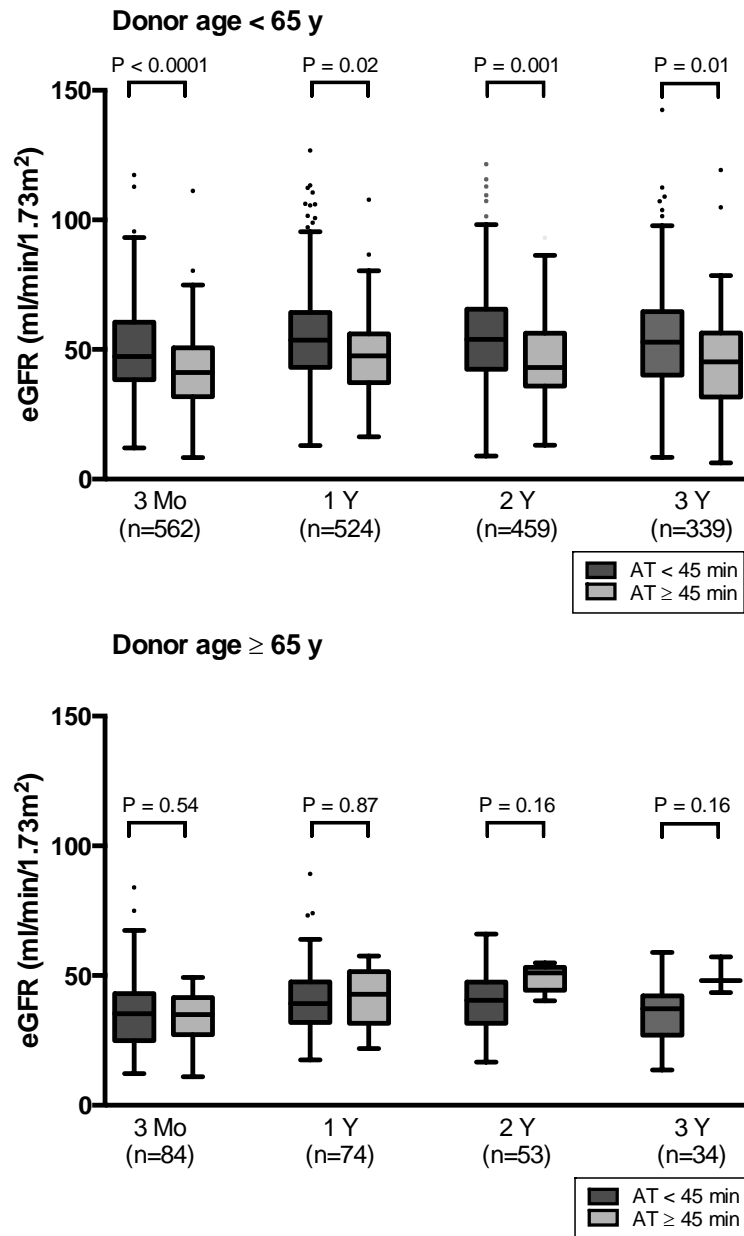 Donor age < 65 y
P < 0.0001 P = 0.02 P = 0.001 P = 0.01
150
100
50
0
eGFR (ml/min/1.73m²)
3 Mo 1 Y 2 Y 3 Y
(n=562) (n=524) (n=459) (n=339)
AT < 45 min
AT ≥ 45 min
Donor age ≥ 65 y
150
P = 0.54 P = 0.87 P = 0.16 P = 0.16
100
50
0
eGFR (ml/min/1.73m²)
3 Mo 1 Y 2 Y 3 Y
(n=84) (n=74) (n=53) (n=34)
AT < 45 min
AT ≥ 45 min